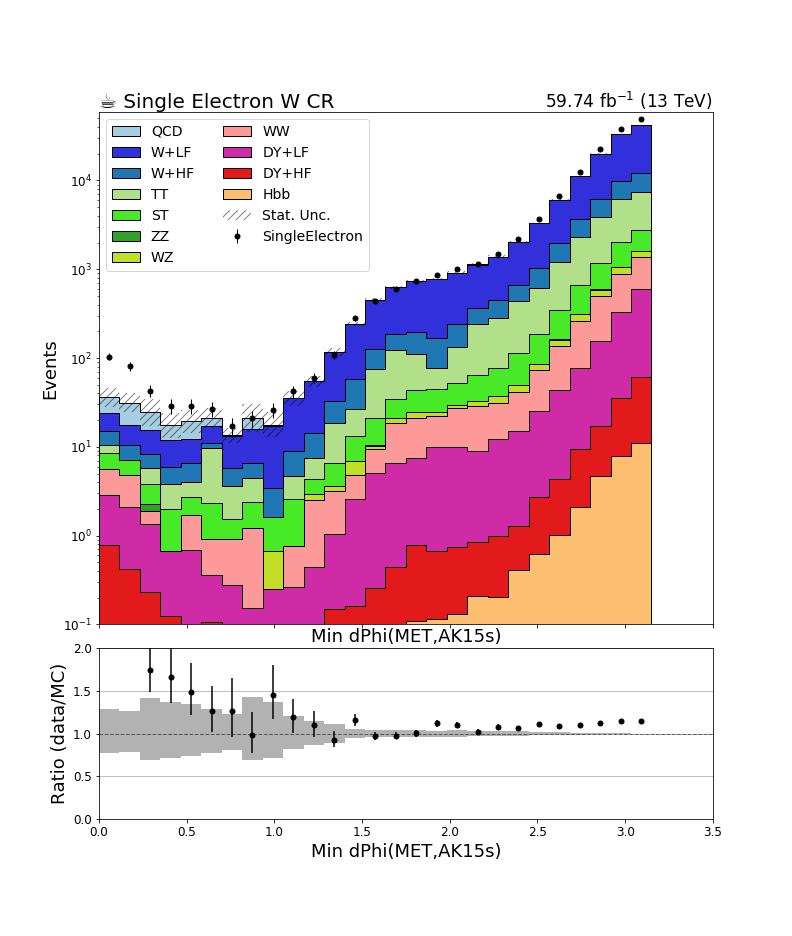 ☕ Single Electron W CR
59.74 fb⁻¹ (13 TeV)
QCD
W+LF
W+HF
TT
ST
ZZ
WZ
WW
DY+LF
DY+HF
Hbb
Stat. Unc.
SingleElectron
Events
10⁴
10³
10²
10¹
10⁰
10⁻¹
Min dPhi(MET,AK15s)
Ratio (data/MC)
2.0
1.5
1.0
0.5
0.0
0.0 0.5 1.0 1.5 2.0 2.5 3.0 3.5
Min dPhi(MET,AK15s)